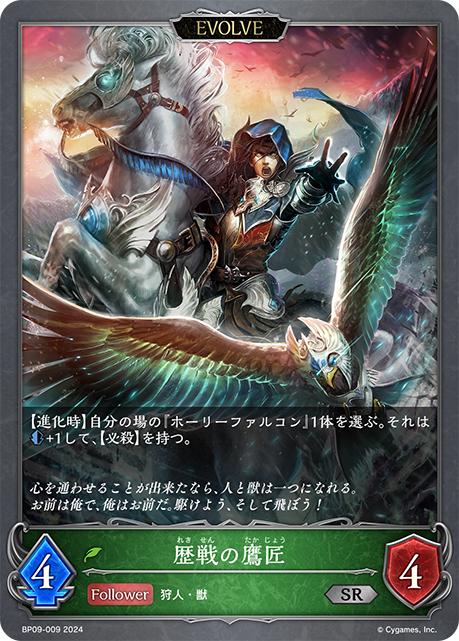 EVOLVE
【進化時】自分の場の『ホーリーファルコン』1体を選ぶ。それは
+1して、【必殺】を持つ。
心を通わせることが出来たなら、人と獣は一つになれる。
お前は俺で、俺はお前だ。駆けよう、そして飛ぼう！
れき せん たか じょう
歴戦の鷹匠
4
Follower 狩人・獣
SR
4
BP09-009 2024
© Cygames, Inc.